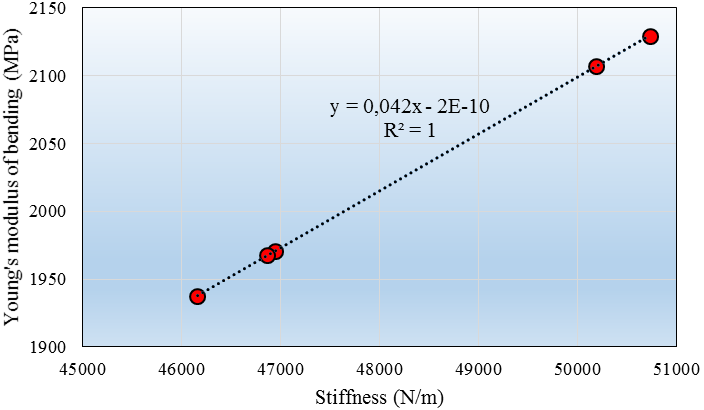 2150
2100
2050
2000
1950
1900
Young's modulus of bending (MPa)
y = 0,042x - 2E-10
R² = 1
45000 46000 47000 48000 49000 50000 51000
Stiffness (N/m)